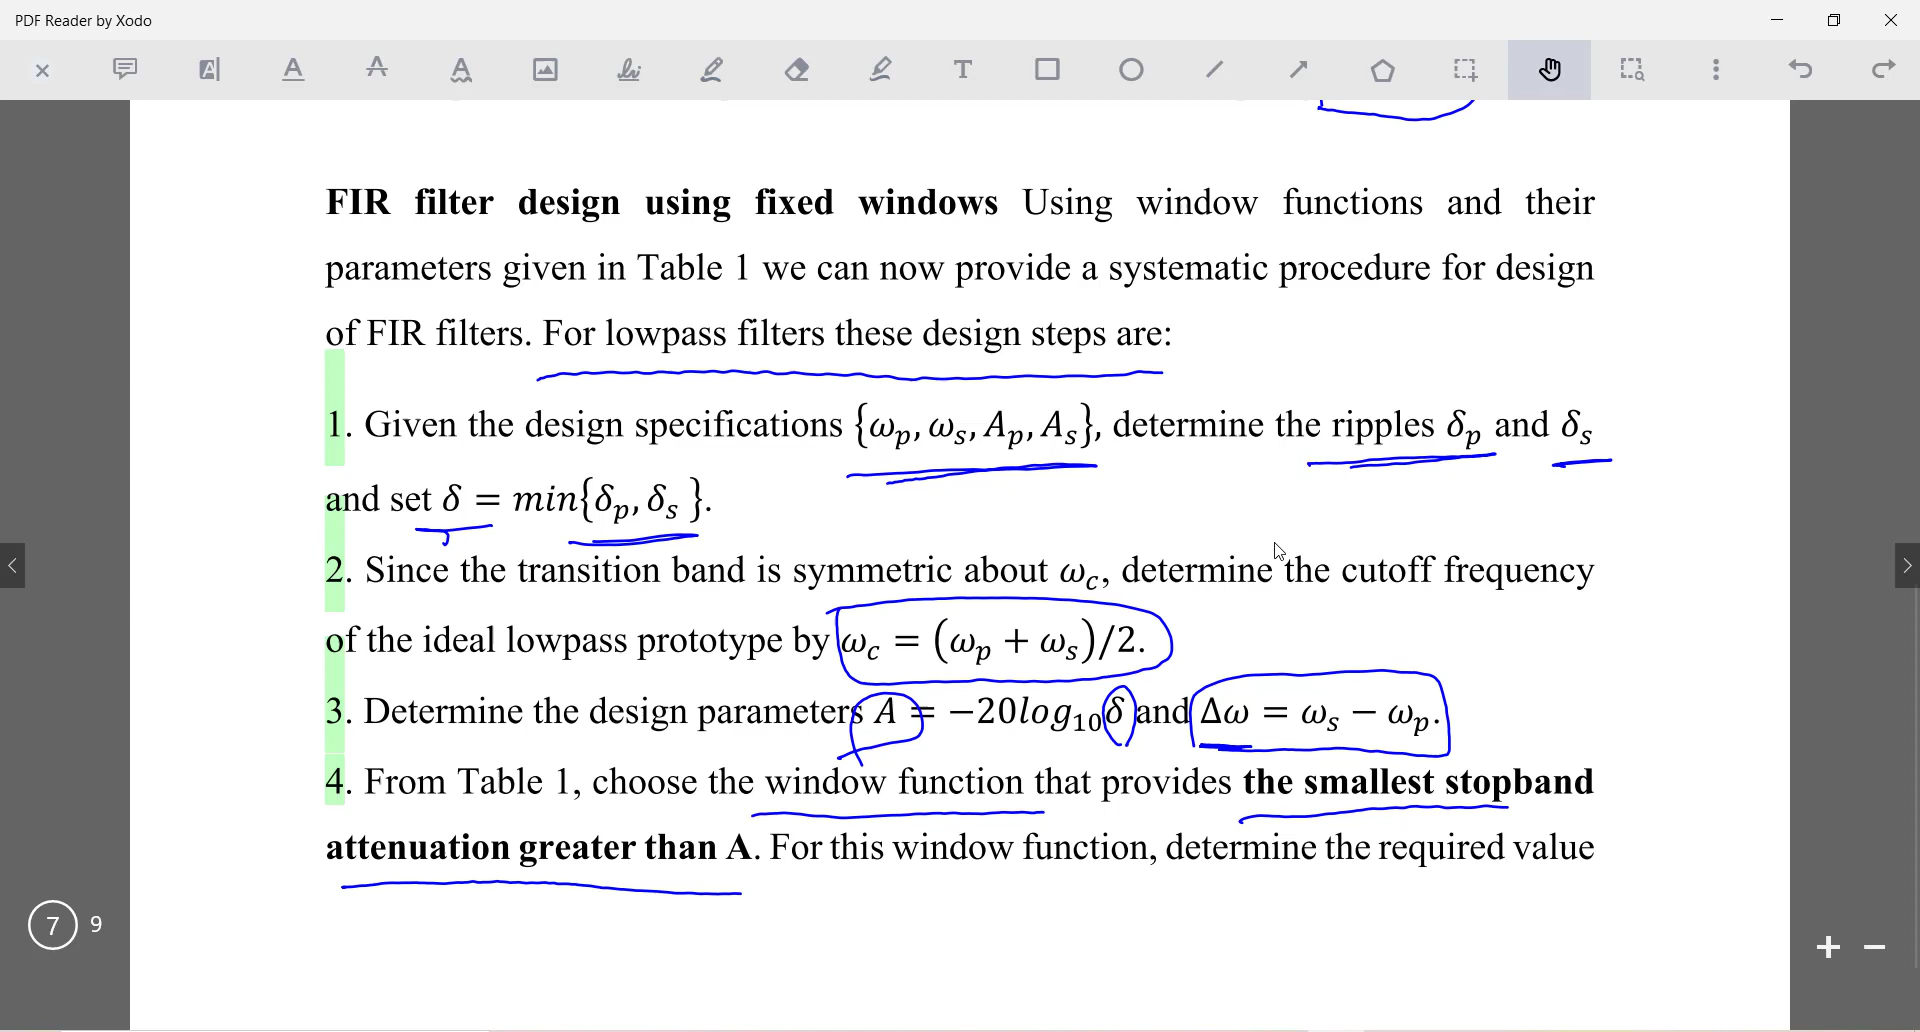 PDF Reader by Xodo
FIR filter design using fixed windows Using window functions and their
parameters given in Table 1 we can now provide a systematic procedure for design
of FIR filters. For lowpass filters these design steps are:
1. Given the design specifications {ωₚ, ωₛ, Aₚ, Aₛ}, determine the ripples δₚ and δₛ
and set δ = min{δₚ, δₛ }.
2. Since the transition band is symmetric about ω꜀, determine the cutoff frequency
of the ideal lowpass prototype by ω꜀ = (ωₚ + ωₛ)/2.
3. Determine the design parameters A = −20log₁₀δ and Δω = ωₛ − ωₚ.
4. From Table 1, choose the window function that provides the smallest stopband
attenuation greater than A. For this window function, determine the required value
7 9